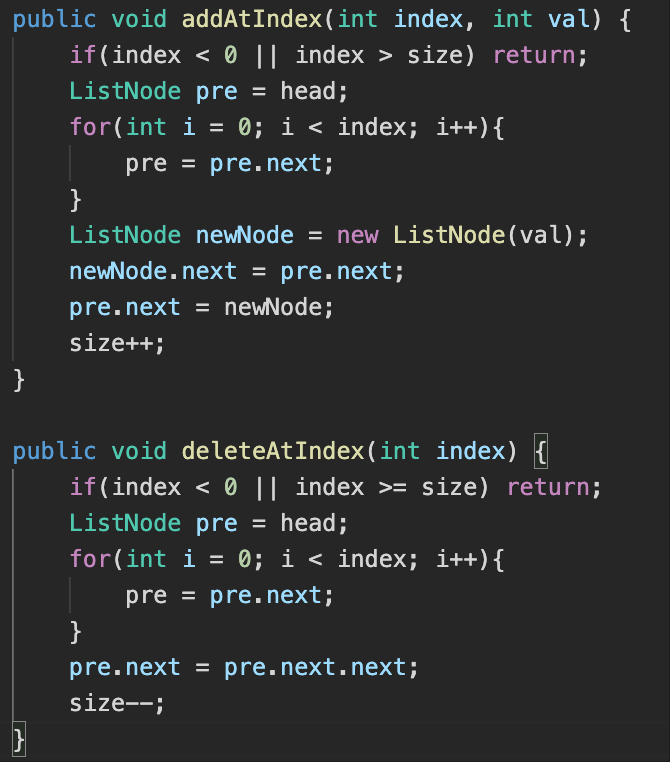 public void addAtIndex(int index, int val) {
    if(index < 0 || index > size) return;
    ListNode pre = head;
    for(int i = 0; i < index; i++){
        pre = pre.next;
    }
    ListNode newNode = new ListNode(val);
    newNode.next = pre.next;
    pre.next = newNode;
    size++;
}

public void deleteAtIndex(int index) {
    if(index < 0 || index >= size) return;
    ListNode pre = head;
    for(int i = 0; i < index; i++){
        pre = pre.next;
    }
    pre.next = pre.next.next;
    size--;
}